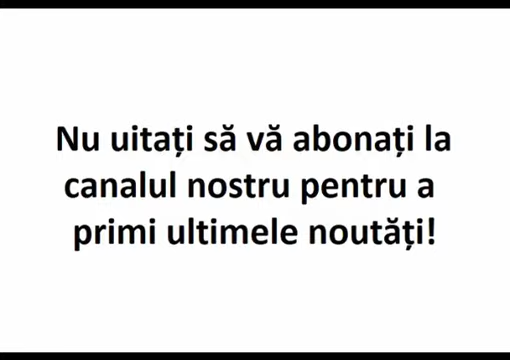 Nu uitați să vă abonați la
canalul nostru pentru a
primi ultimele noutăți!